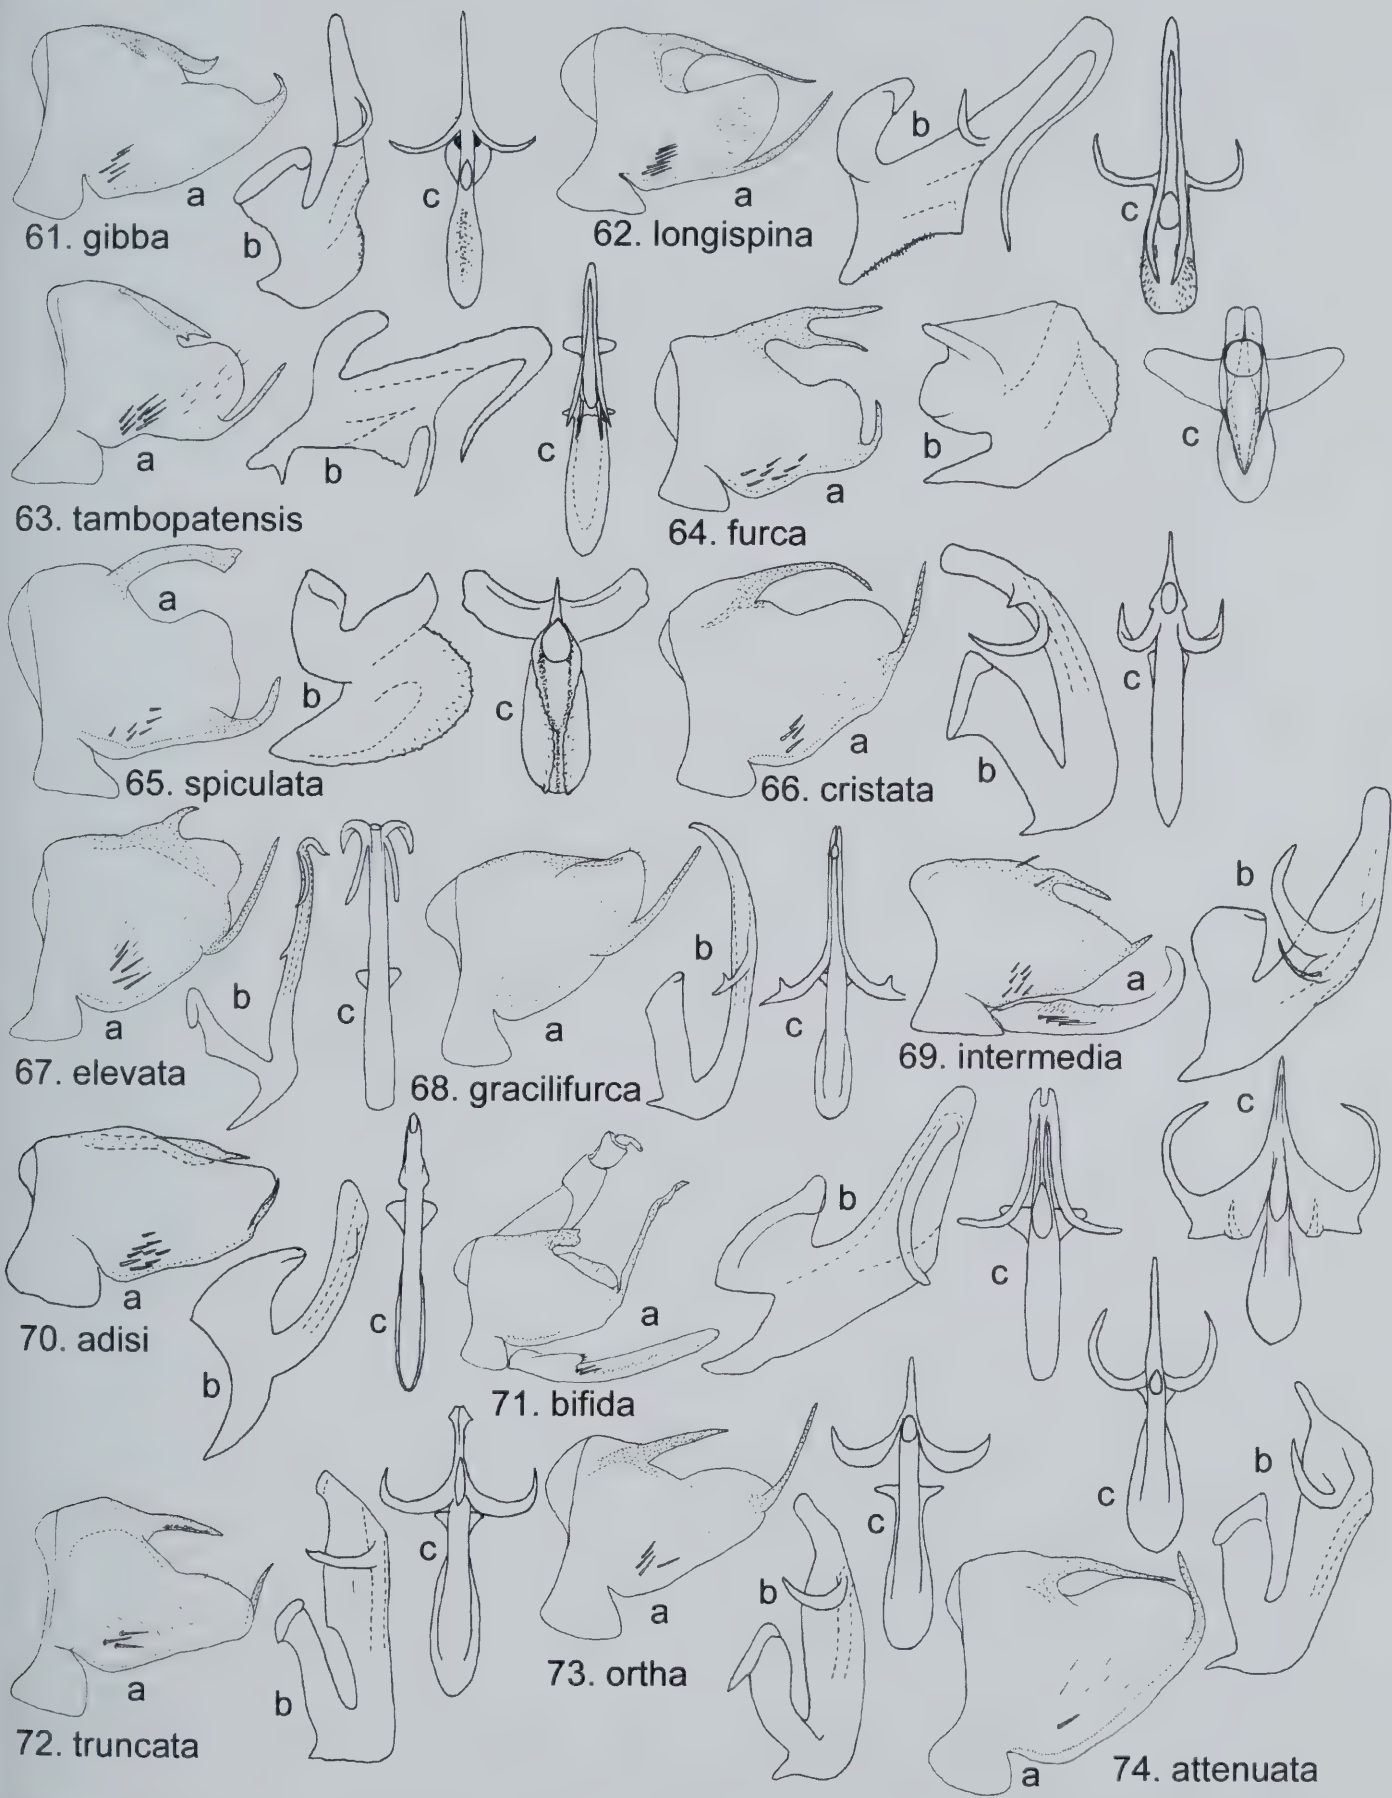 a
b
c
61. gibba
a
b
c
62. longispina
a
b
c
63. tambopatensis
a
b
c
64. furca
a
b
c
65. spiculata
a
b
c
66. cristata
a
b
c
67. elevata
a
b
c
68. gracilifurca
a
b
c
69. intermedia
a
b
c
70. adisi
a
b
c
71. bifida
a
b
c
72. truncata
a
b
c
73. ortha
a
b
c
74. attenuata